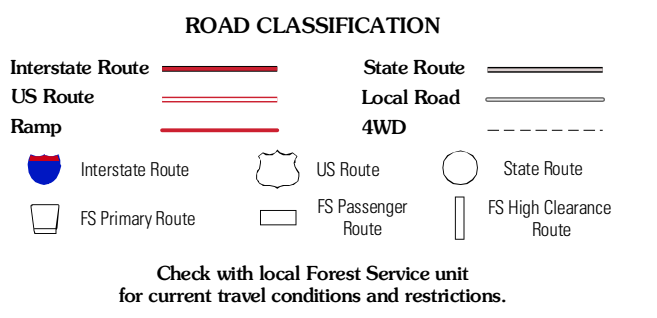 ROAD CLASSIFICATION
Interstate Route
State Route
US Route
Local Road
Ramp
4WD
Interstate Route
US Route
State Route
FS Primary Route
FS Passenger
Route
FS High Clearance
Route
Check with local Forest Service unit
for current travel conditions and restrictions.